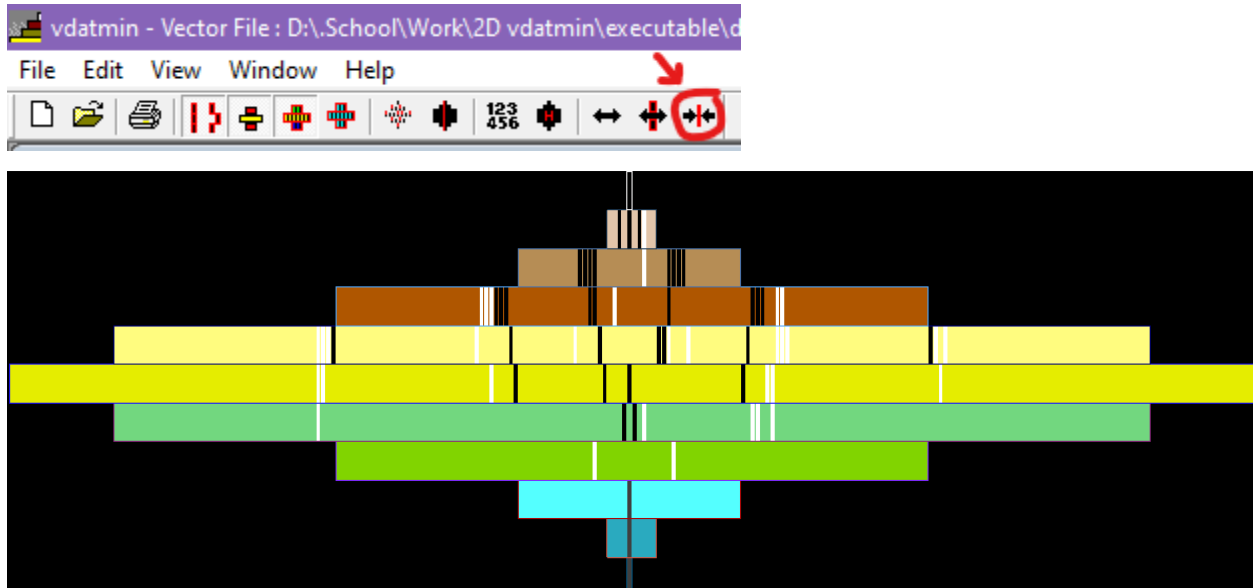 vdatmin - Vector File : D:\.School\Work\2D vdatmin\executable\d
File Edit View Window Help
123
456
H